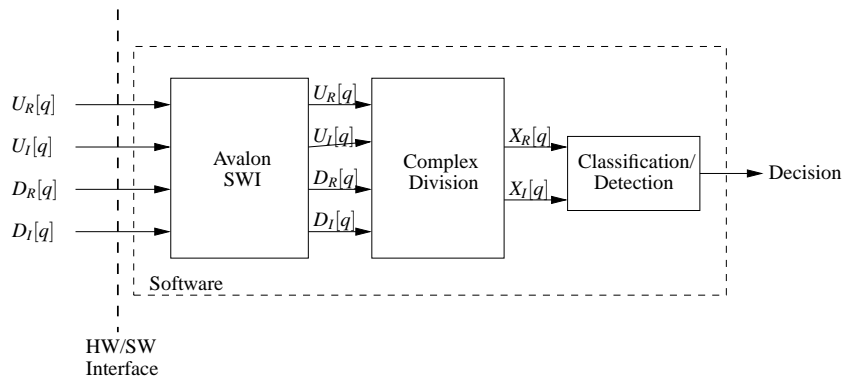 U_R[q]
U_I[q]
D_R[q]
D_I[q]
Avalon
SWI
U_R[q]
U_I[q]
D_R[q]
D_I[q]
Complex
Division
X_R[q]
X_I[q]
Classification/
Detection
Decision
Software
HW/SW
Interface